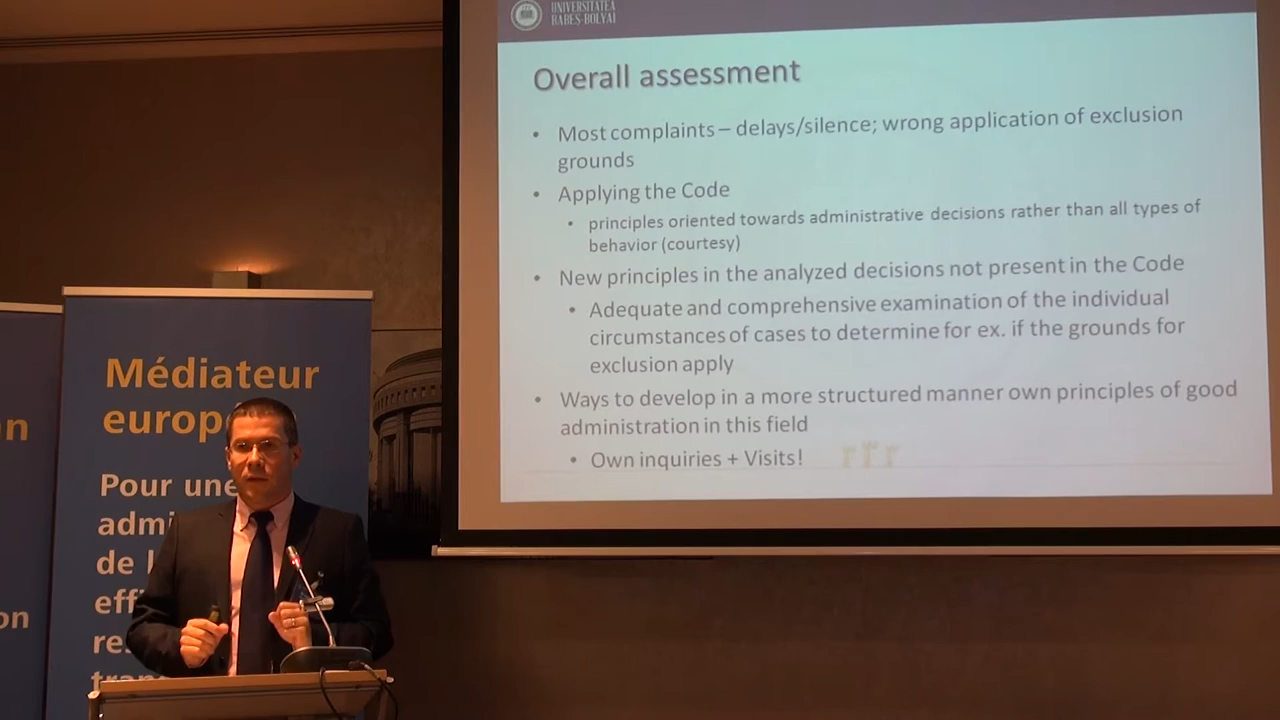 UNIVERSITATEA
BABEȘ-BOLYAI
Overall assessment
• Most complaints – delays/silence; wrong application of exclusion
grounds
• Applying the Code
• principles oriented towards administrative decisions rather than all types of
behavior (courtesy)
• New principles in the analyzed decisions not present in the Code
• Adequate and comprehensive examination of the individual
circumstances of cases to determine for ex. if the grounds for
exclusion apply
• Ways to develop in a more structured manner own principles of good
administration in this field
• Own inquiries + Visits!
Médiateur
europ
Pour une
admi
de l
eff
re
tran
an
on